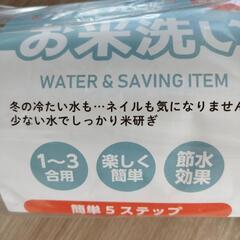 お米洗い
WATER & SAVING ITEM
冬の冷たい水も…ネイルも気になりません
少ない水でしっかり米研ぎ
1〜3
合用
楽しく
簡単
節水
効果
簡単5ステップ